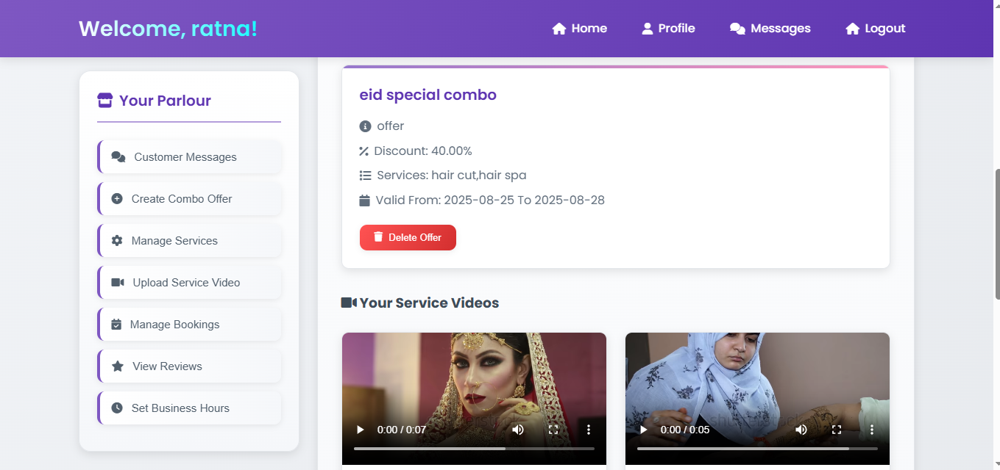 Welcome, ratna!
Home
Profile
Messages
Logout
Your Parlour
Customer Messages
Create Combo Offer
Manage Services
Upload Service Video
Manage Bookings
View Reviews
Set Business Hours
eid special combo
offer
Discount: 40.00%
Services: hair cut,hair spa
Valid From: 2025-08-25 To 2025-08-28
Delete Offer
Your Service Videos
0:00 / 0:07
0:00 / 0:05